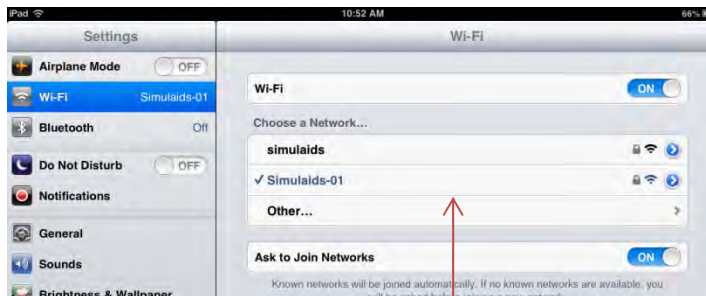 iPad 10:52 AM 66%
Settings Wi-Fi
Airplane Mode OFF
Wi-Fi Simulaids-01
Bluetooth Off
Do Not Disturb OFF
Notifications
General
Sounds
Brightness & Wallpaper
Wi-Fi ON
Choose a Network...
simulaids
✓ Simulaids-01
Other...
Ask to Join Networks ON
Known networks will be joined automatically. If no known networks are available, you